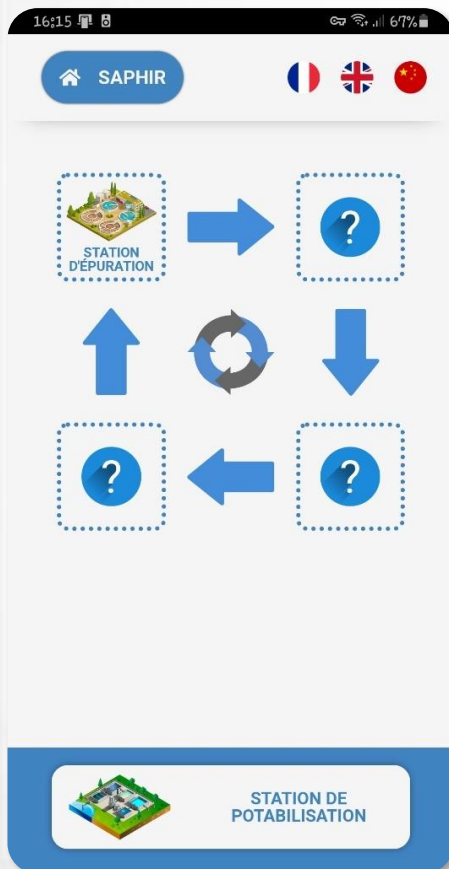 16:15 67%
SAPHIR
STATION
D'ÉPURATION
?
?
?
STATION DE
POTABILISATION